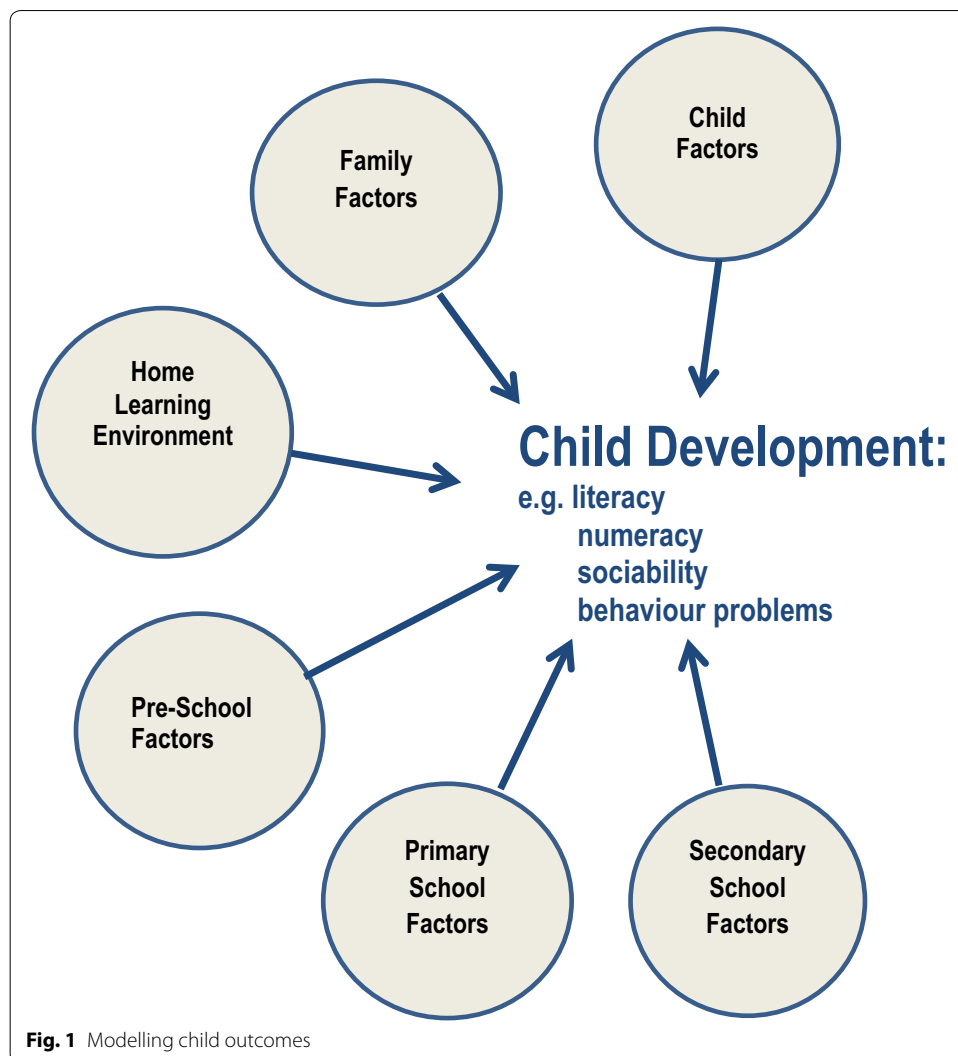 Child
Factors
Family
Factors
Home
Learning
Environment
Child Development:
e.g. literacy
numeracy
sociability
behaviour problems
Pre-School
Factors
Primary
School
Factors
Secondary
School
Factors
Fig. 1 Modelling child outcomes